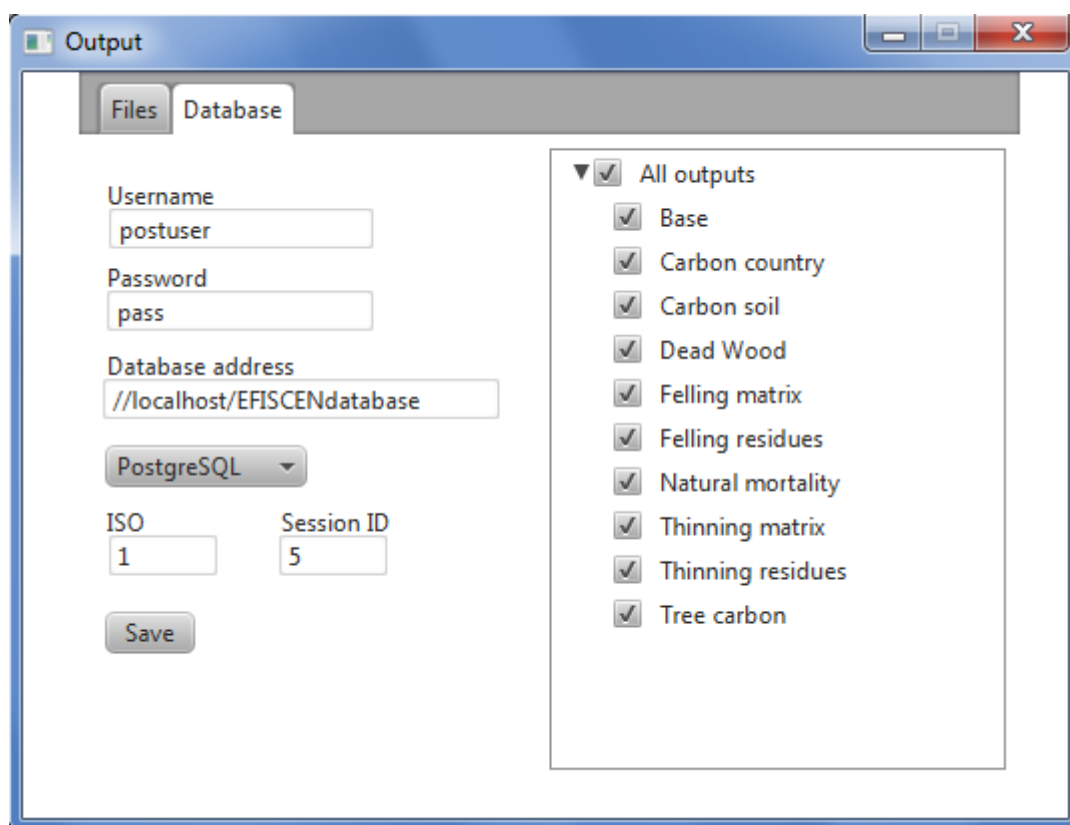 Output
Files
Database
Username
postuser
Password
pass
Database address
//localhost/EFISCENdatabase
PostgreSQL
ISO
Session ID
1
5
Save
All outputs
Base
Carbon country
Carbon soil
Dead Wood
Felling matrix
Felling residues
Natural mortality
Thinning matrix
Thinning residues
Tree carbon